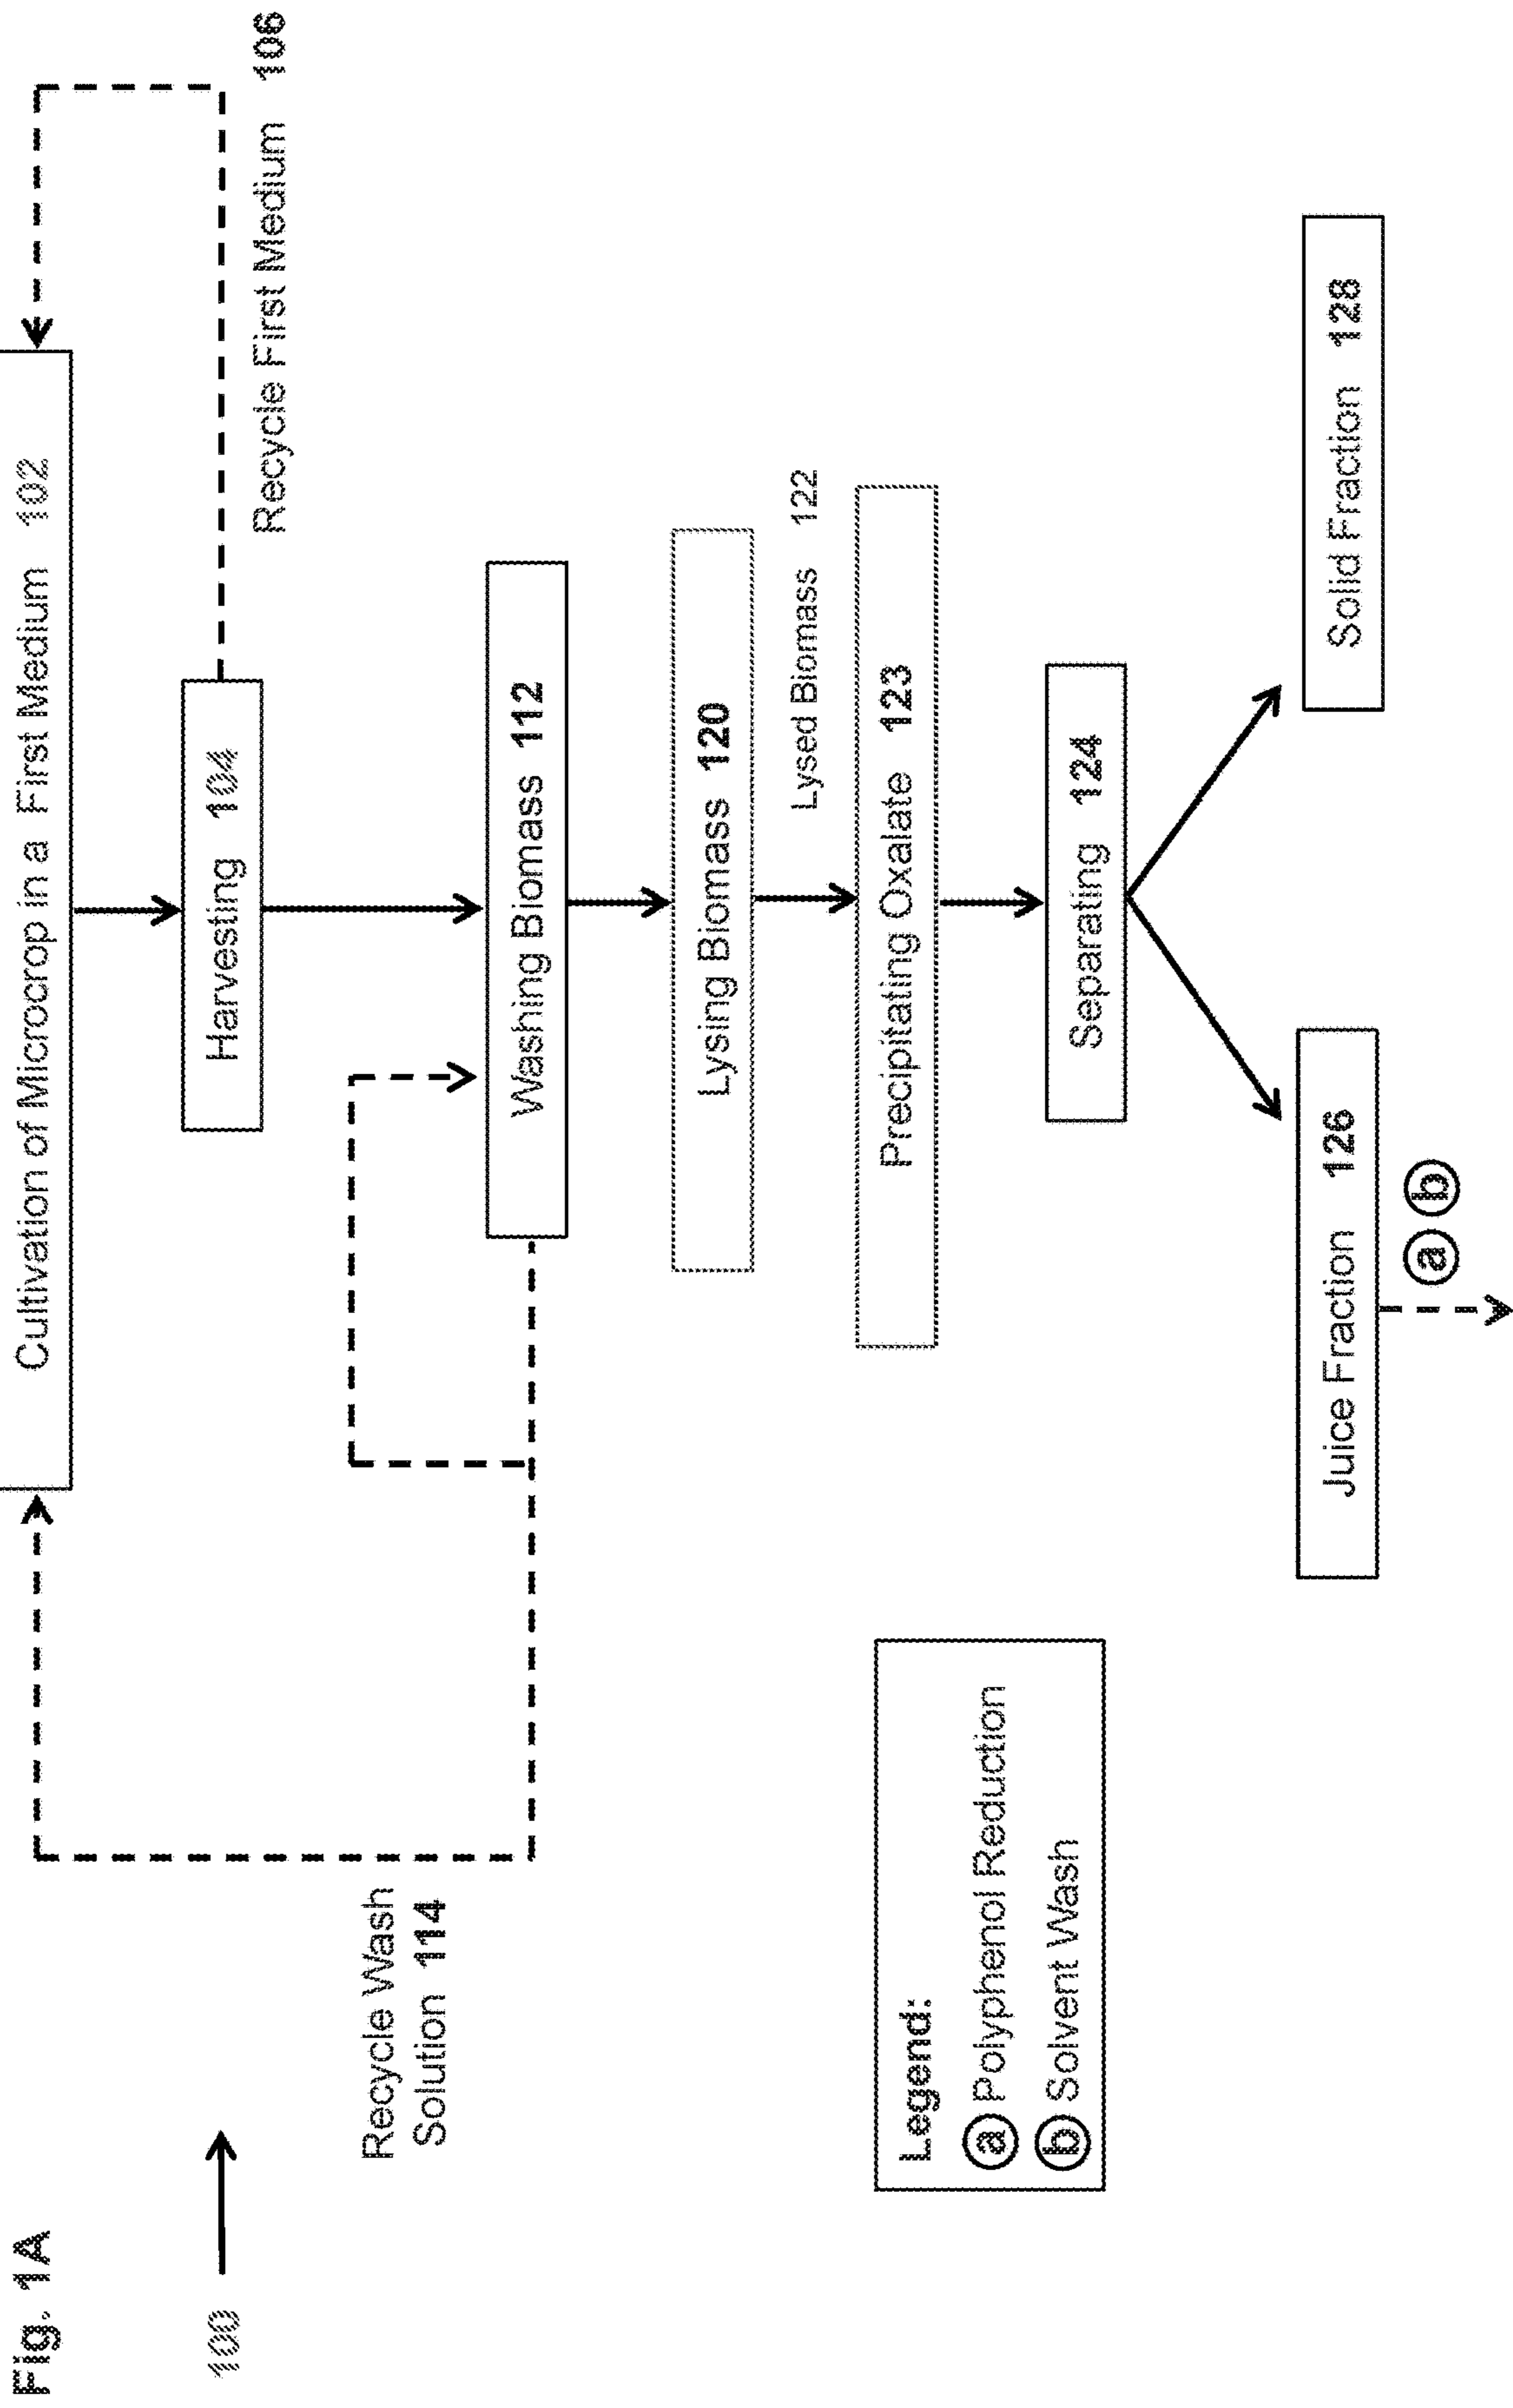 Fig. 1A
Cultivation of Microcrop in a First Medium 102
100
Harvesting 104
Recycle First Medium 106
Recycle Wash
Solution 114
Washing Biomass 112
Lysing Biomass 120
Lysed Biomass 122
Precipitating Oxalate 123
Separating 124
Legend:
a Polyphenol Reduction
b Solvent Wash
Juice Fraction 126
Solid Fraction 128
a b